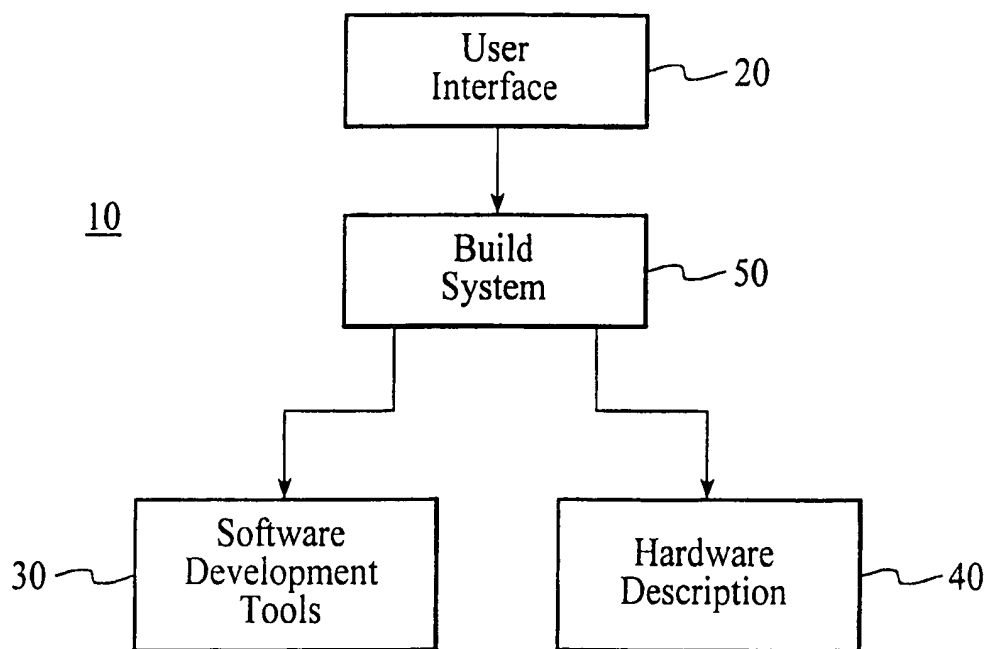 User
Interface
20
10
Build
System
50
Software
Development
Tools
30
Hardware
Description
40